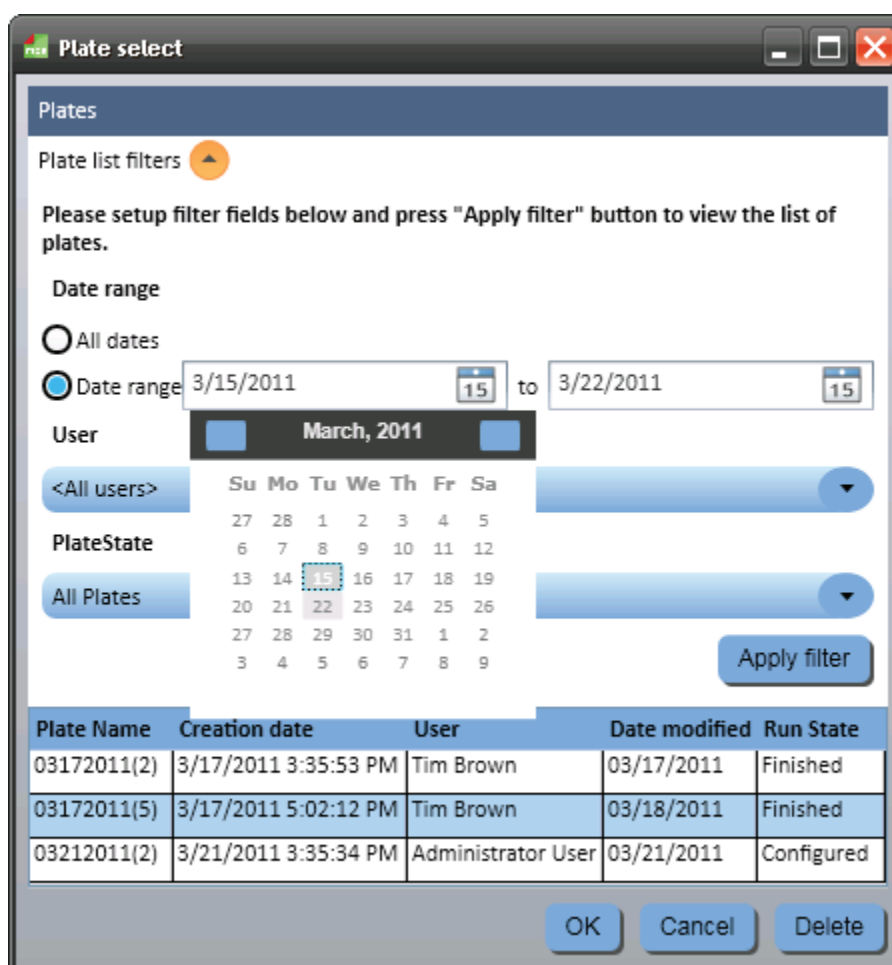 Plate select
Plates
Plate list filters
Please setup filter fields below and press "Apply filter" button to view the list of
plates.
Date range
All dates
Date range 3/15/2011 15 to 3/22/2011 15
User
March, 2011
<All users>
Su Mo Tu We Th Fr Sa
27 28 1 2 3 4 5
PlateState
6 7 8 9 10 11 12
13 14 15 16 17 18 19
All Plates
20 21 22 23 24 25 26
27 28 29 30 31 1 2
3 4 5 6 7 8 9
Apply filter
Plate Name Creation date User Date modified Run State
03172011(2) 3/17/2011 3:35:53 PM Tim Brown 03/17/2011 Finished
03172011(5) 3/17/2011 5:02:12 PM Tim Brown 03/18/2011 Finished
03212011(2) 3/21/2011 3:35:34 PM Administrator User 03/21/2011 Configured
OK Cancel Delete